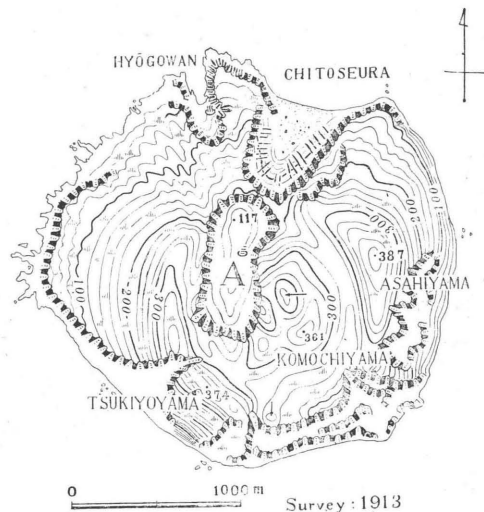 HYŌGOWAN
CHITOSEURA
·117
A
100
200
300
·387
ASAHIYAMA
100
-200-
300
300
·361
KOMOCHIYAMA
TSUKIYOYAMA
·374
0 1000 m
Survey : 1913